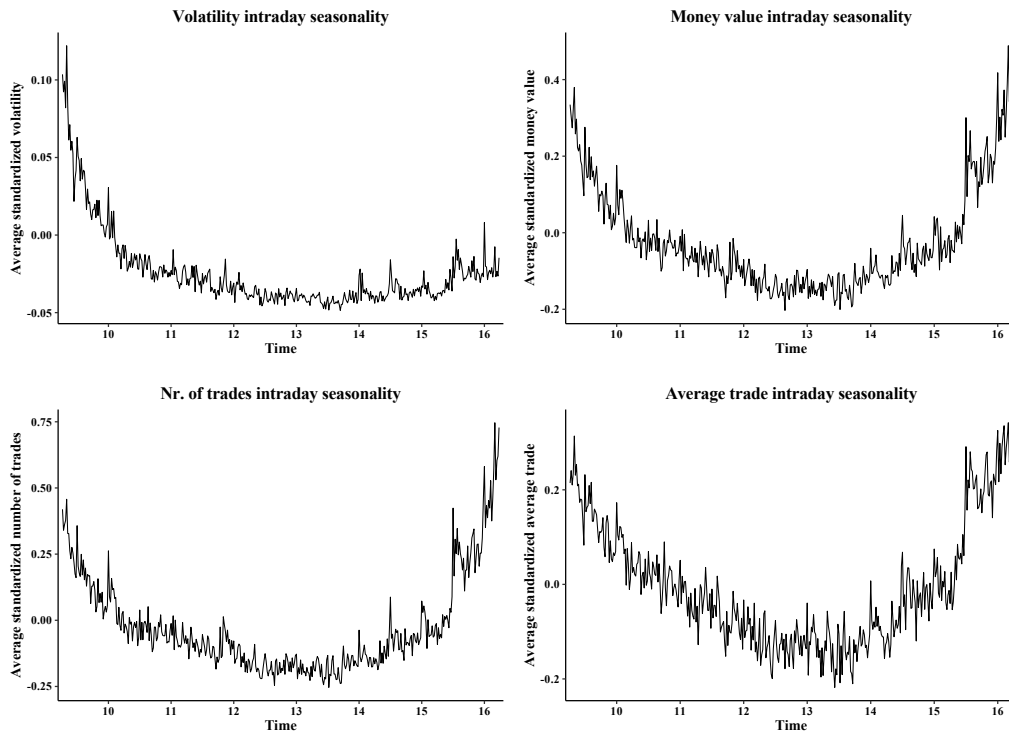 Volatility intraday seasonality
Average standardized volatility
0.10
0.05
0.00
-0.05
10 11 12 13 14 15 16
Time
Money value intraday seasonality
Average standardized money value
0.4
0.2
0.0
-0.2
10 11 12 13 14 15 16
Time
Nr. of trades intraday seasonality
Average standardized number of trades
0.75
0.50
0.25
0.00
-0.25
10 11 12 13 14 15 16
Time
Average trade intraday seasonality
Average standardized average trade
0.2
0.0
-0.2
10 11 12 13 14 15 16
Time